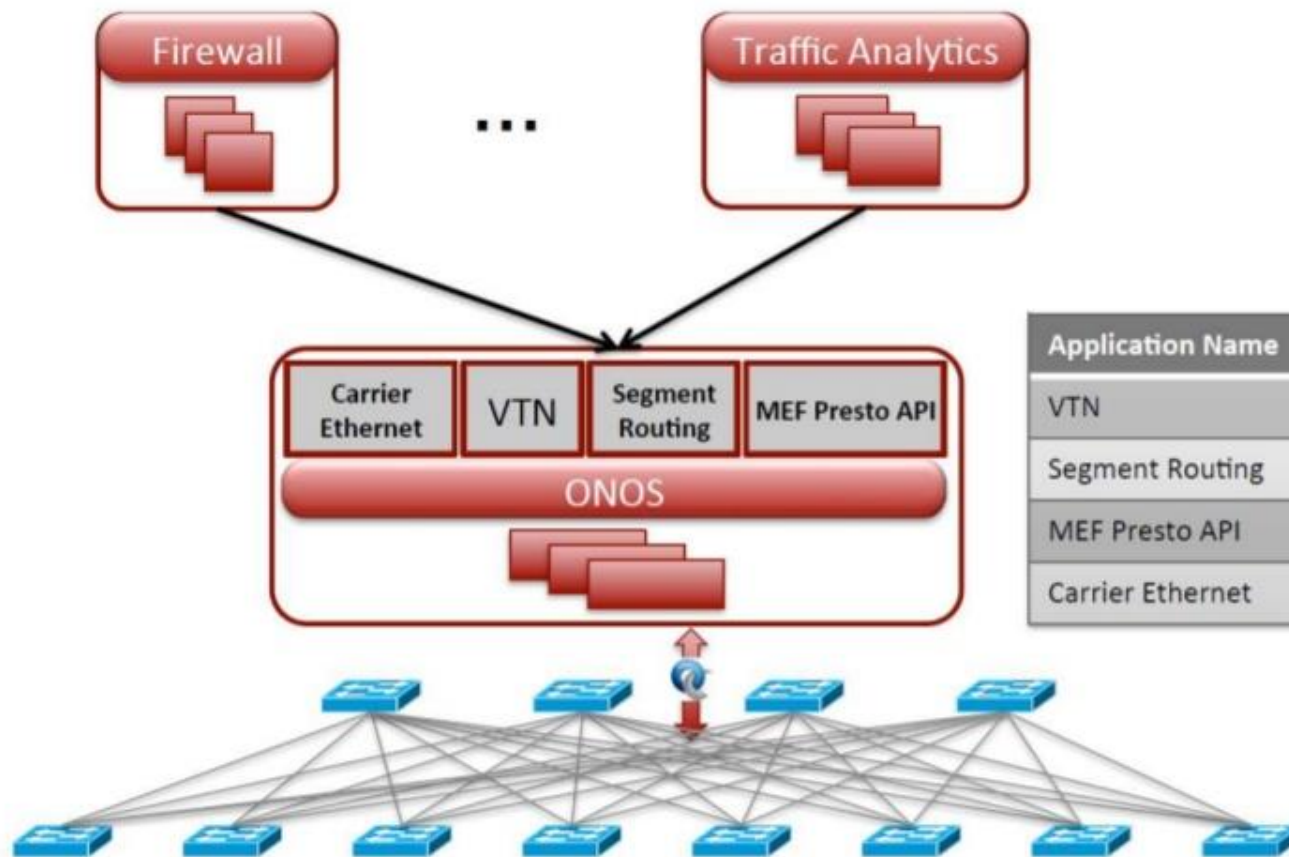 Firewall
Traffic Analytics
...
Carrier
Ethernet
VTN
Segment
Routing
MEF Presto API
ONOS
Application Name
VTN
Segment Routing
MEF Presto API
Carrier Ethernet